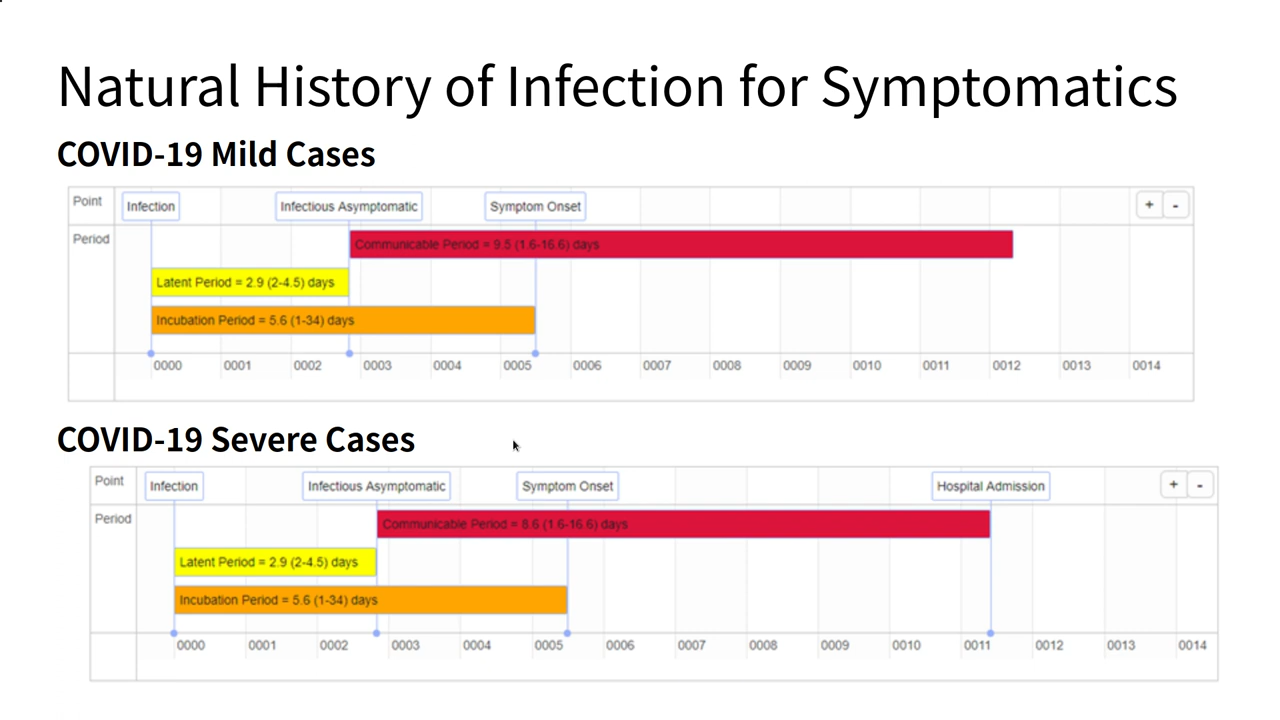 Natural History of Infection for Symptomatics
COVID-19 Mild Cases
Point Infection Infectious Asymptomatic Symptom Onset + -
Period Communicable Period = 9.5 (1.6-16.6) days
Latent Period = 2.9 (2-4.5) days
Incubation Period = 5.6 (1-34) days
0000 0001 0002 0003 0004 0005 0006 0007 0008 0009 0010 0011 0012 0013 0014
COVID-19 Severe Cases
Point Infection Infectious Asymptomatic Symptom Onset Hospital Admission + -
Period Communicable Period = 8.6 (1.6-16.6) days
Latent Period = 2.9 (2-4.5) days
Incubation Period = 5.6 (1-34) days
0000 0001 0002 0003 0004 0005 0006 0007 0008 0009 0010 0011 0012 0013 0014